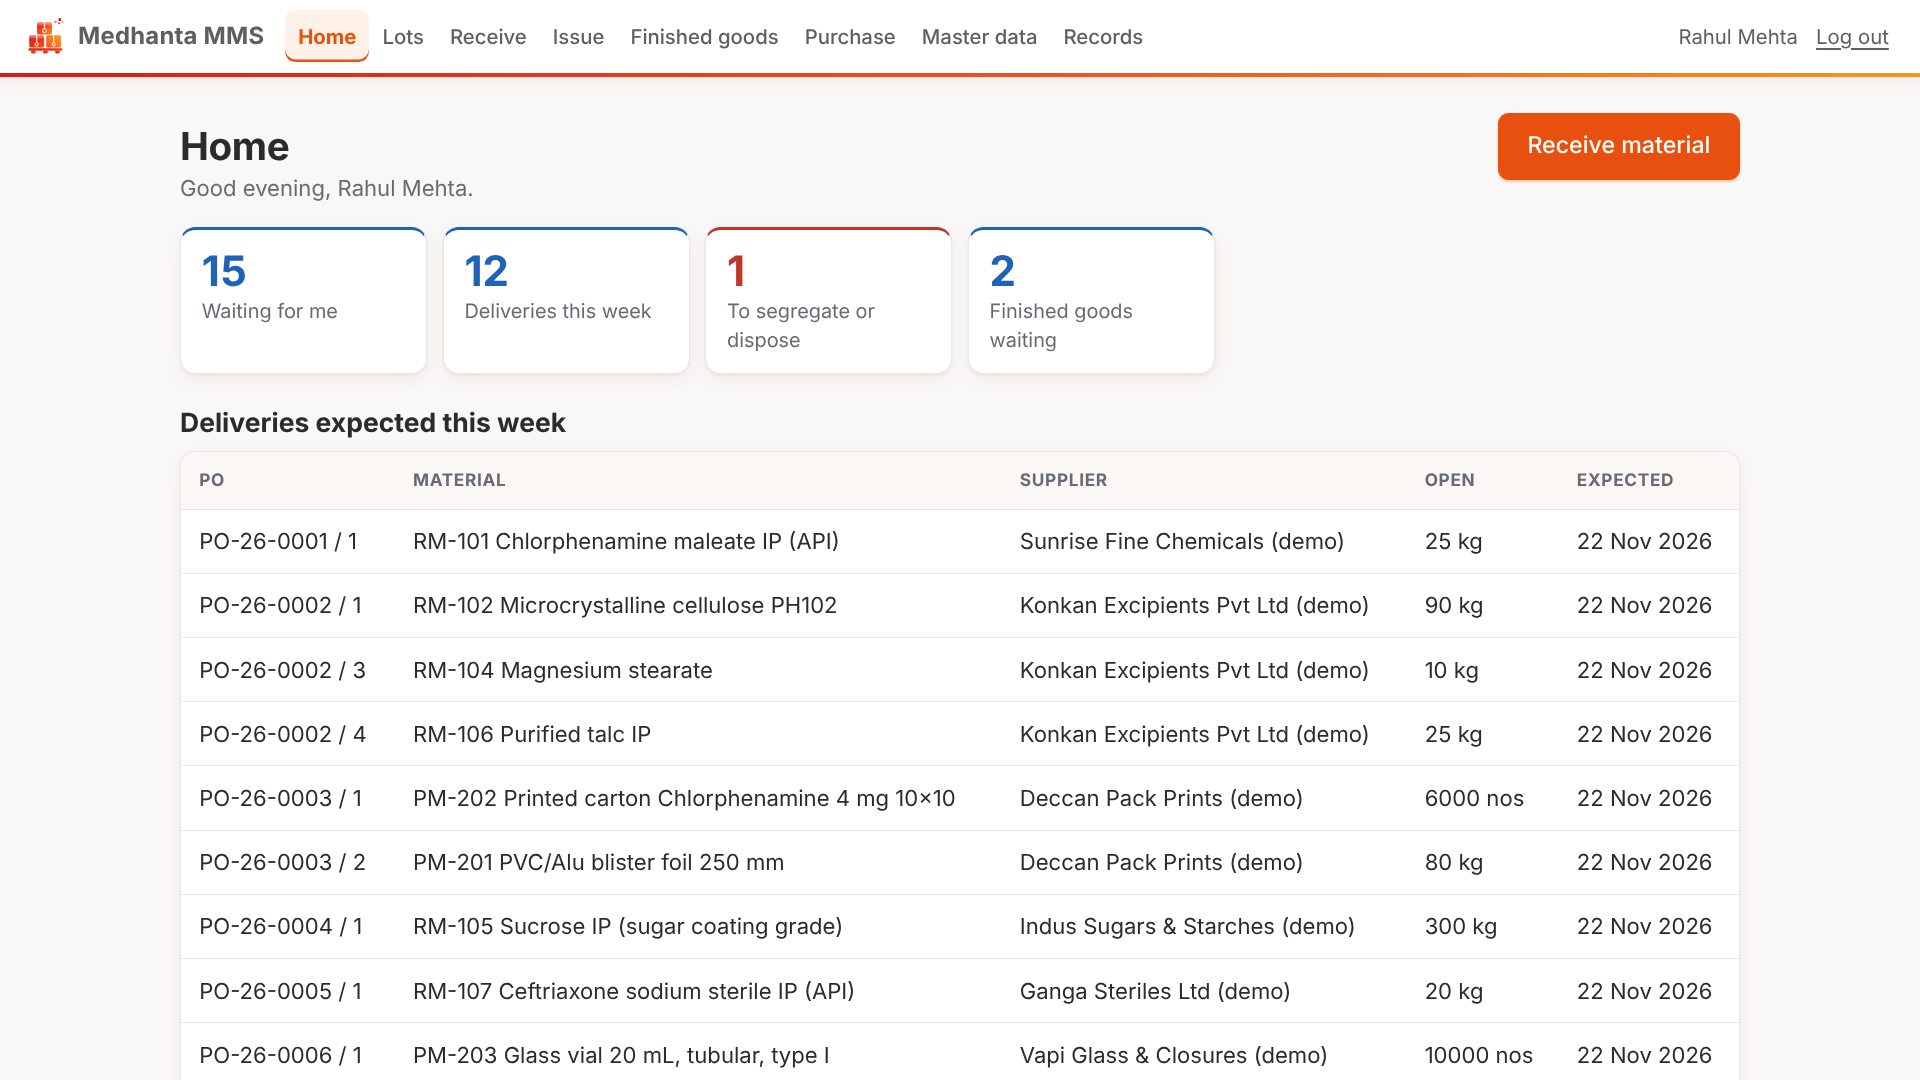 Medhanta MMS Home Lots Receive Issue Finished goods Purchase Master data Records Rahul Mehta Log out
Home
Receive material
Good evening, Rahul Mehta.
15
Waiting for me
12
Deliveries this week
1
To segregate or
dispose
2
Finished goods
waiting
Deliveries expected this week
PO MATERIAL SUPPLIER OPEN EXPECTED
PO-26-0001 / 1 RM-101 Chlorphenamine maleate IP (API) Sunrise Fine Chemicals (demo) 25 kg 22 Nov 2026
PO-26-0002 / 1 RM-102 Microcrystalline cellulose PH102 Konkan Excipients Pvt Ltd (demo) 90 kg 22 Nov 2026
PO-26-0002 / 3 RM-104 Magnesium stearate Konkan Excipients Pvt Ltd (demo) 10 kg 22 Nov 2026
PO-26-0002 / 4 RM-106 Purified talc IP Konkan Excipients Pvt Ltd (demo) 25 kg 22 Nov 2026
PO-26-0003 / 1 PM-202 Printed carton Chlorphenamine 4 mg 10×10 Deccan Pack Prints (demo) 6000 nos 22 Nov 2026
PO-26-0003 / 2 PM-201 PVC/Alu blister foil 250 mm Deccan Pack Prints (demo) 80 kg 22 Nov 2026
PO-26-0004 / 1 RM-105 Sucrose IP (sugar coating grade) Indus Sugars & Starches (demo) 300 kg 22 Nov 2026
PO-26-0005 / 1 RM-107 Ceftriaxone sodium sterile IP (API) Ganga Steriles Ltd (demo) 20 kg 22 Nov 2026
PO-26-0006 / 1 PM-203 Glass vial 20 mL, tubular, type I Vapi Glass & Closures (demo) 10000 nos 22 Nov 2026